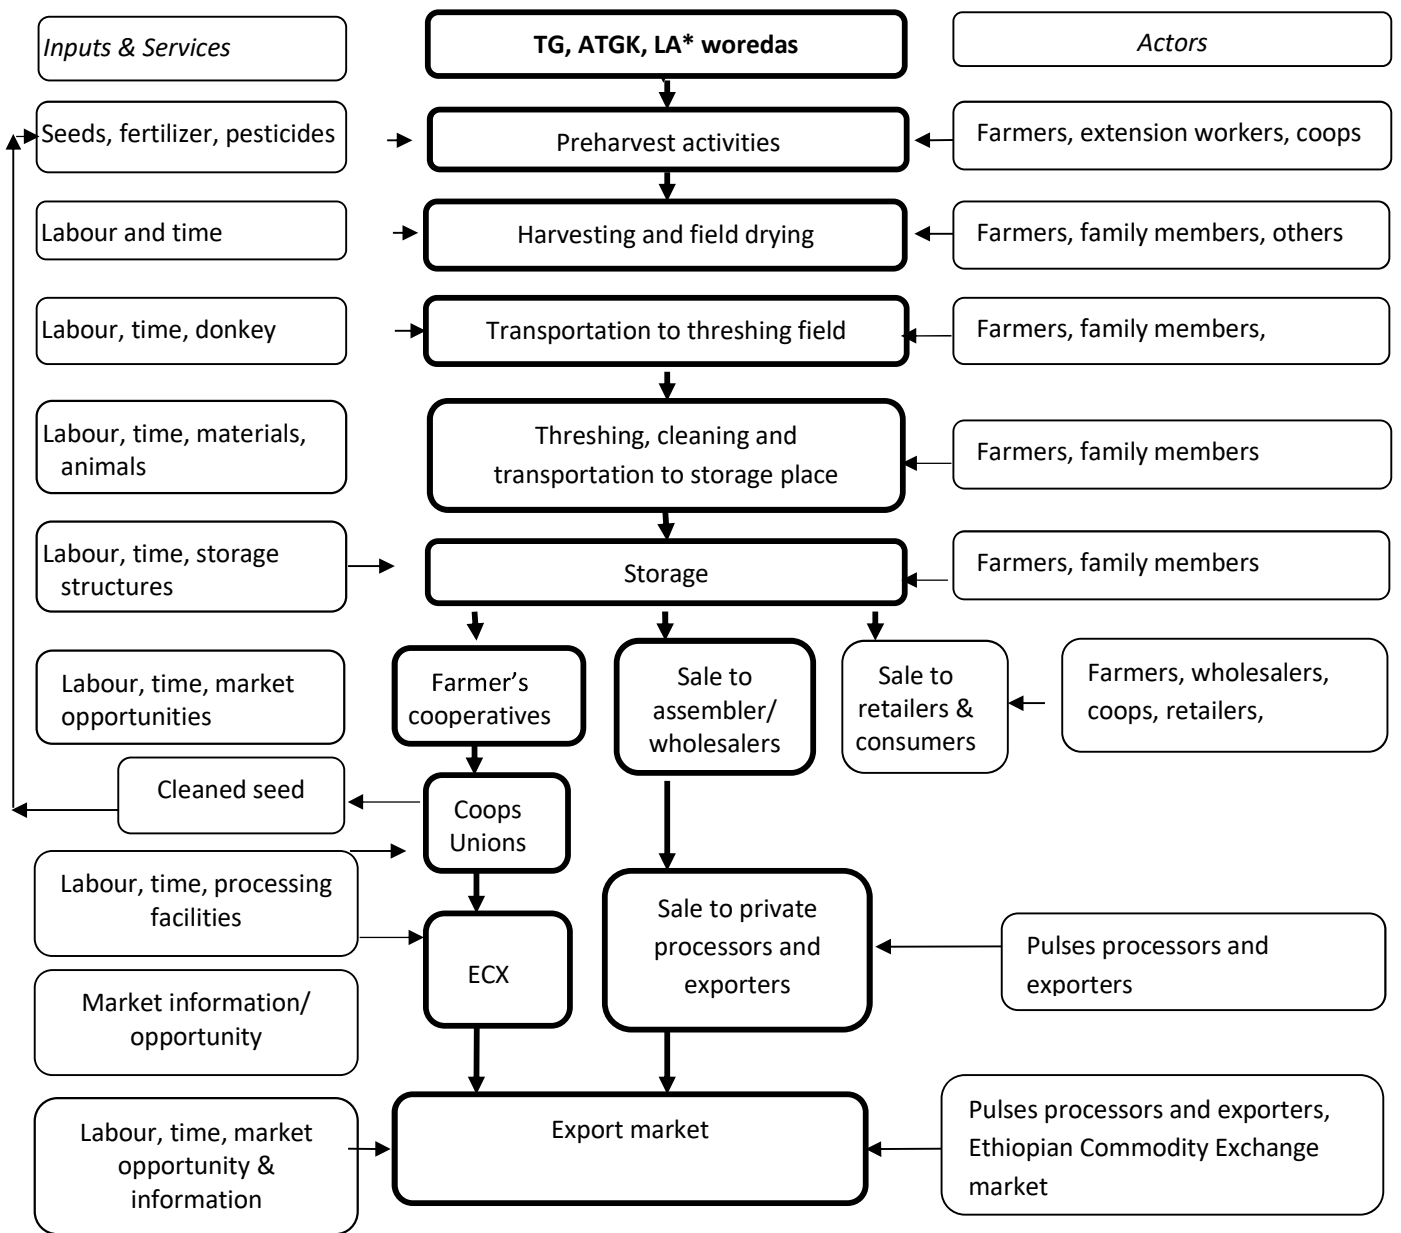 Inputs & Services
TG, ATGK, LA* woredas
Actors
Seeds, fertilizer, pesticides
Preharvest activities
Farmers, extension workers, coops
Labour and time
Harvesting and field drying
Farmers, family members, others
Labour, time, donkey
Transportation to threshing field
Farmers, family members,
Labour, time, materials,
animals
Threshing, cleaning and
transportation to storage place
Farmers, family members
Labour, time, storage
structures
Storage
Farmers, family members
Labour, time, market
opportunities
Farmer’s
cooperatives
Sale to
assembler/
wholesalers
Sale to
retailers &
consumers
Farmers, wholesalers,
coops, retailers,
Cleaned seed
Coops
Unions
Labour, time, processing
facilities
Sale to private
processors and
exporters
ECX
Pulses processors and
exporters
Market information/
opportunity
Labour, time, market
opportunity &
information
Export market
Pulses processors and exporters,
Ethiopian Commodity Exchange
market